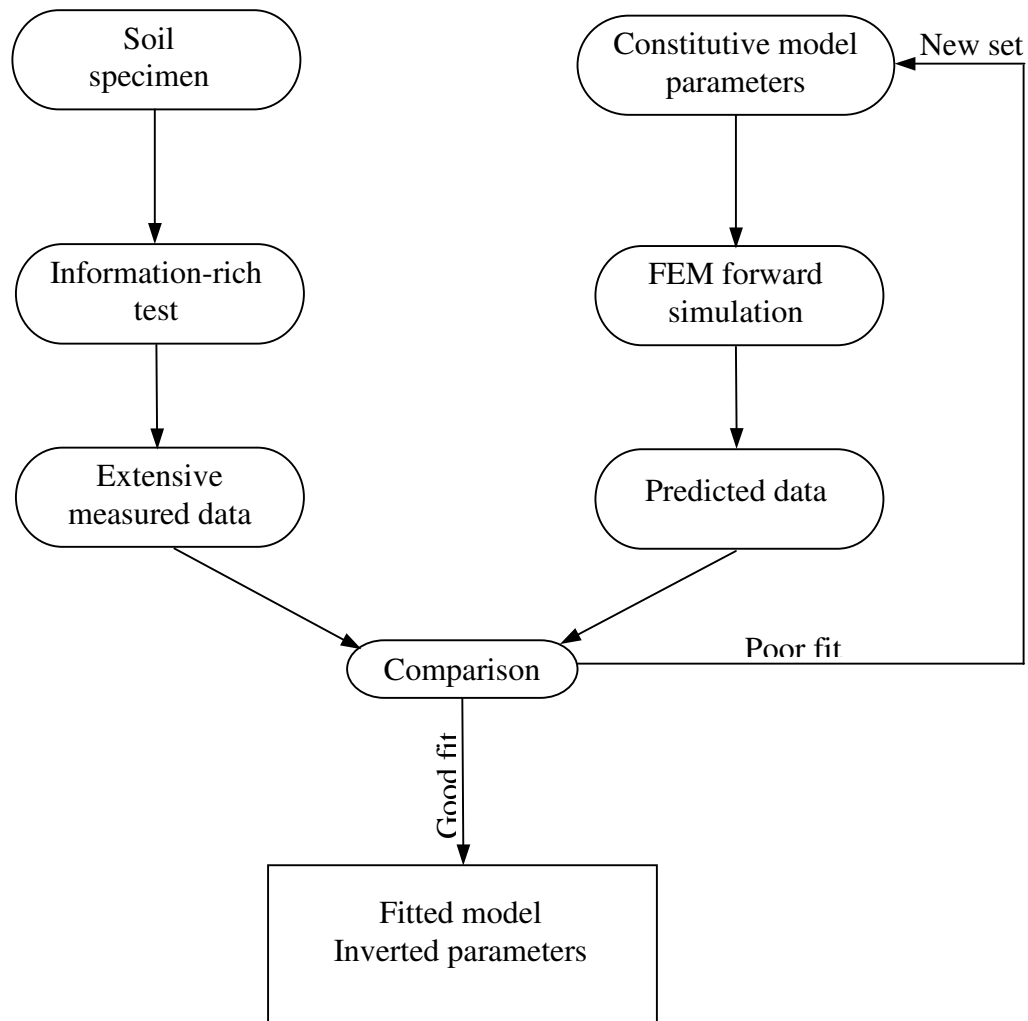 Soil
specimen
Constitutive model
parameters
New set
Information-rich
test
FEM forward
simulation
Extensive
measured data
Predicted data
Comparison
Poor fit
Good fit
Fitted model
Inverted parameters